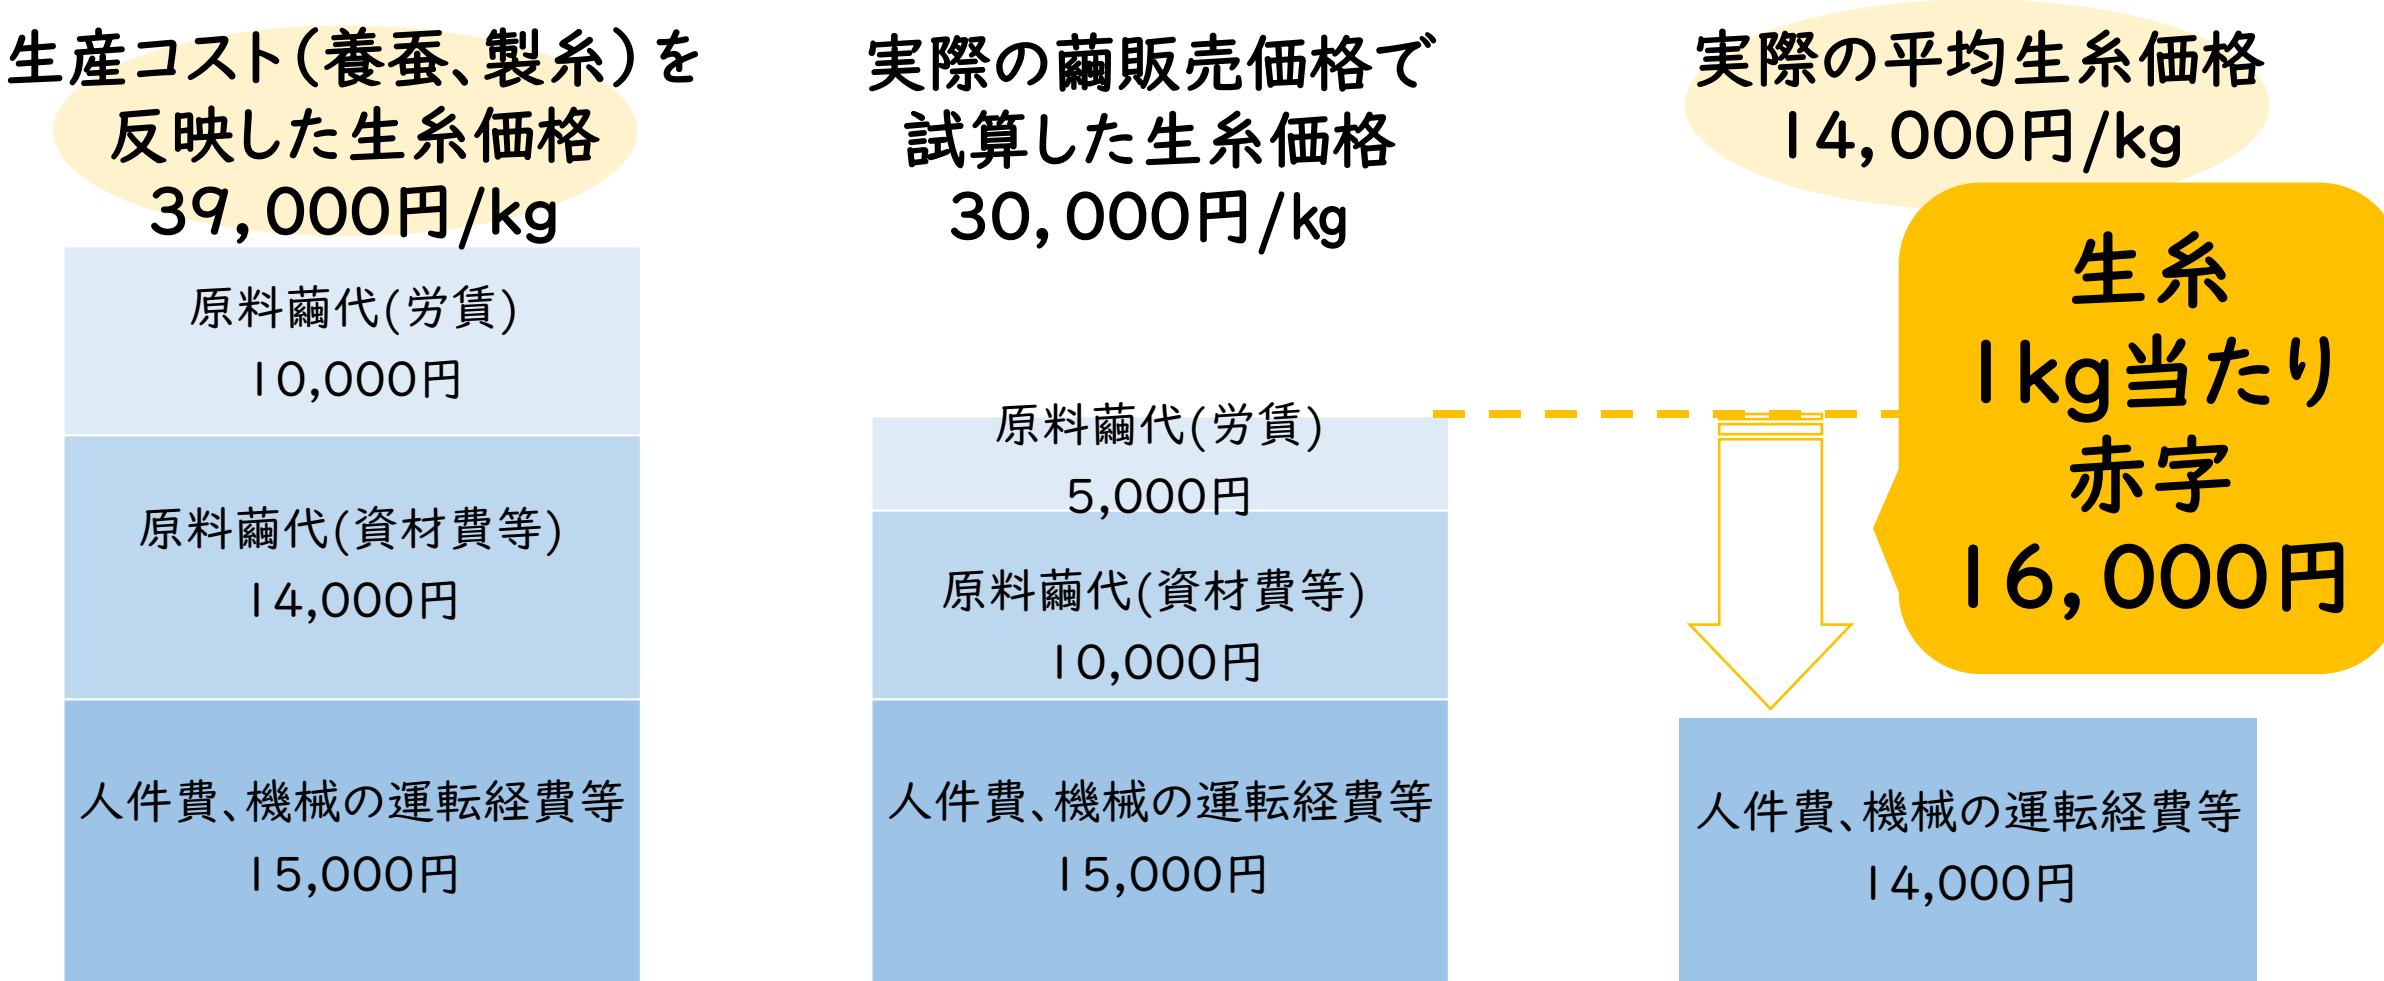 生産コスト（養蚕、製糸）を
反映した生糸価格
39，000円/kg
原料繭代(労賃)
10,000円
原料繭代(資材費等)
14,000円
人件費、機械の運転経費等
15,000円
実際の繭販売価格で
試算した生糸価格
30，000円/kg
原料繭代(労賃)
5,000円
原料繭代(資材費等)
10,000円
人件費、機械の運転経費等
15,000円
実際の平均生糸価格
14，000円/kg
生糸
1kg当たり
赤字
16，000円
人件費、機械の運転経費等
14,000円